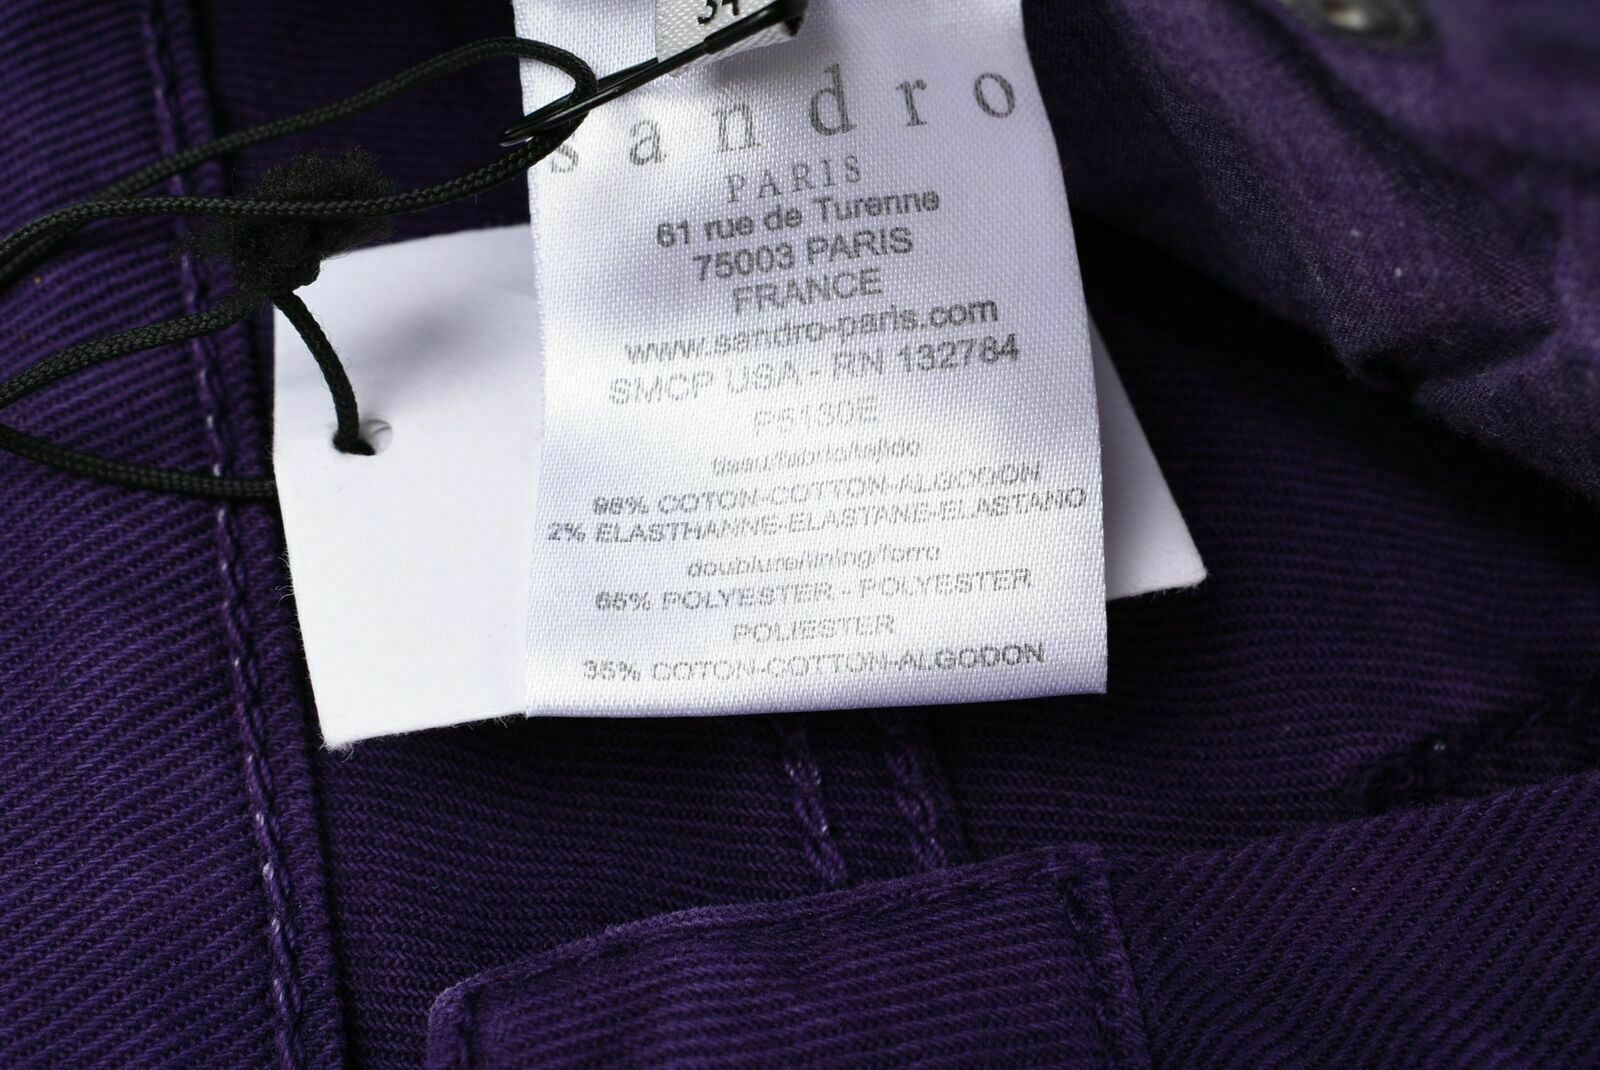 34
sandro
PARIS
61 rue de Turenne
75003 PARIS
FRANCE
www.sandro-paris.com
SMCP USA - RN 132784
P5130E
tissu/fabric/tejido
98% COTON-COTTON-ALGODON
2% ELASTHANNE-ELASTANE-ELASTANO
doublure/lining/forro
65% POLYESTER - POLYESTER
POLIESTER
35% COTON-COTTON-ALGODON